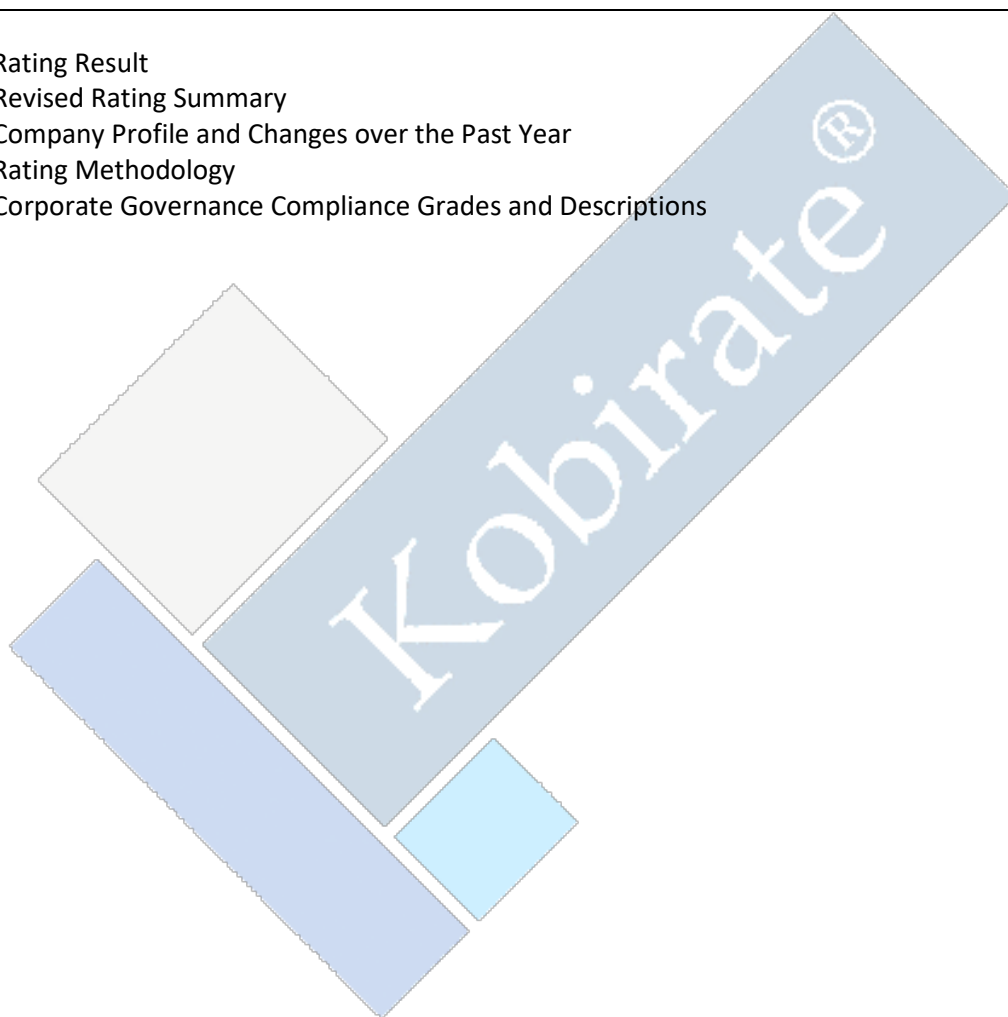 Rating Result
Revised Rating Summary
Company Profile and Changes over the Past Year
Rating Methodology
Corporate Governance Compliance Grades and Descriptions
Kobirate ®